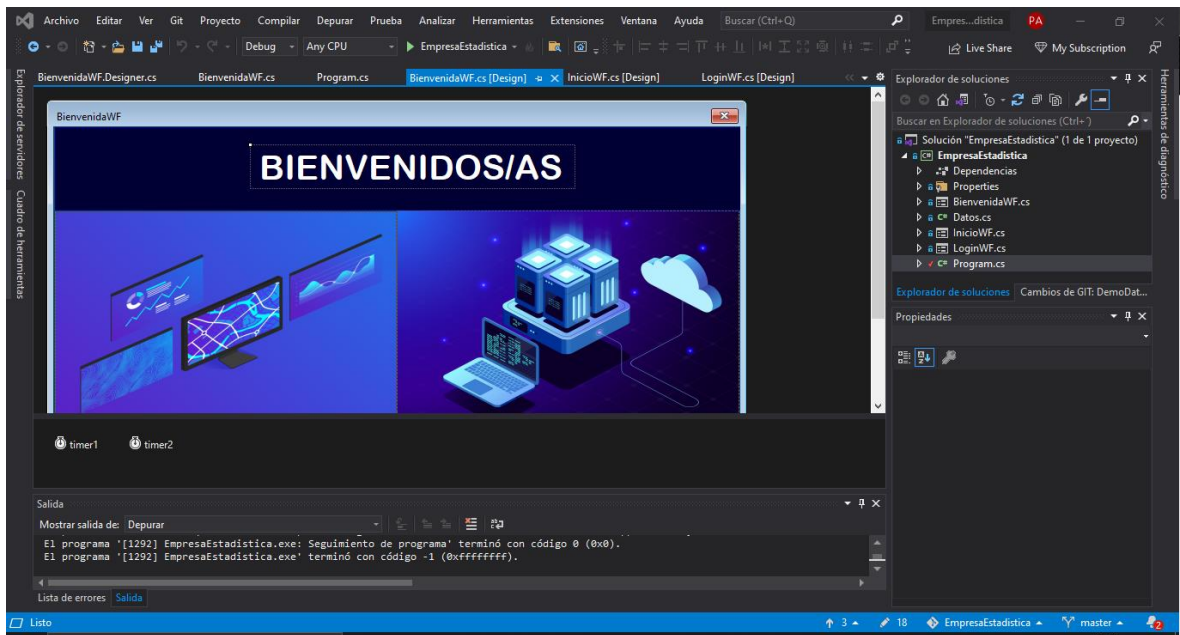 Archivo Editar Ver Git Proyecto Compilar Depurar Prueba Analizar Herramientas Extensiones Ventana Ayuda Buscar (Ctrl+Q) Empres...distica PA
Debug Any CPU EmpresaEstadistica Live Share My Subscription
Explorador de servidores
Cuadro de herramientas
BienvenidaWF.Designer.cs BienvenidaWF.cs Program.cs BienvenidaWF.cs [Design] InicioWF.cs [Design] LoginWF.cs [Design]
BienvenidaWF
BIENVENIDOS/AS
timer1 timer2
Salida
Mostrar salida de: Depurar
El programa '[1292] EmpresaEstadistica.exe: Seguimiento de programa' terminó con código 0 (0x0).
El programa '[1292] EmpresaEstadistica.exe' terminó con código -1 (0xffffffff).
Lista de errores Salida
Explorador de soluciones
Buscar en Explorador de soluciones (Ctrl+´)
Solución "EmpresaEstadistica" (1 de 1 proyecto)
C# EmpresaEstadistica
Dependencias
Properties
BienvenidaWF.cs
C# Datos.cs
InicioWF.cs
LoginWF.cs
C# Program.cs
Explorador de soluciones Cambios de GIT: DemoDat...
Propiedades
Herramientas de diagnóstico
Listo 3 18 EmpresaEstadistica master 2